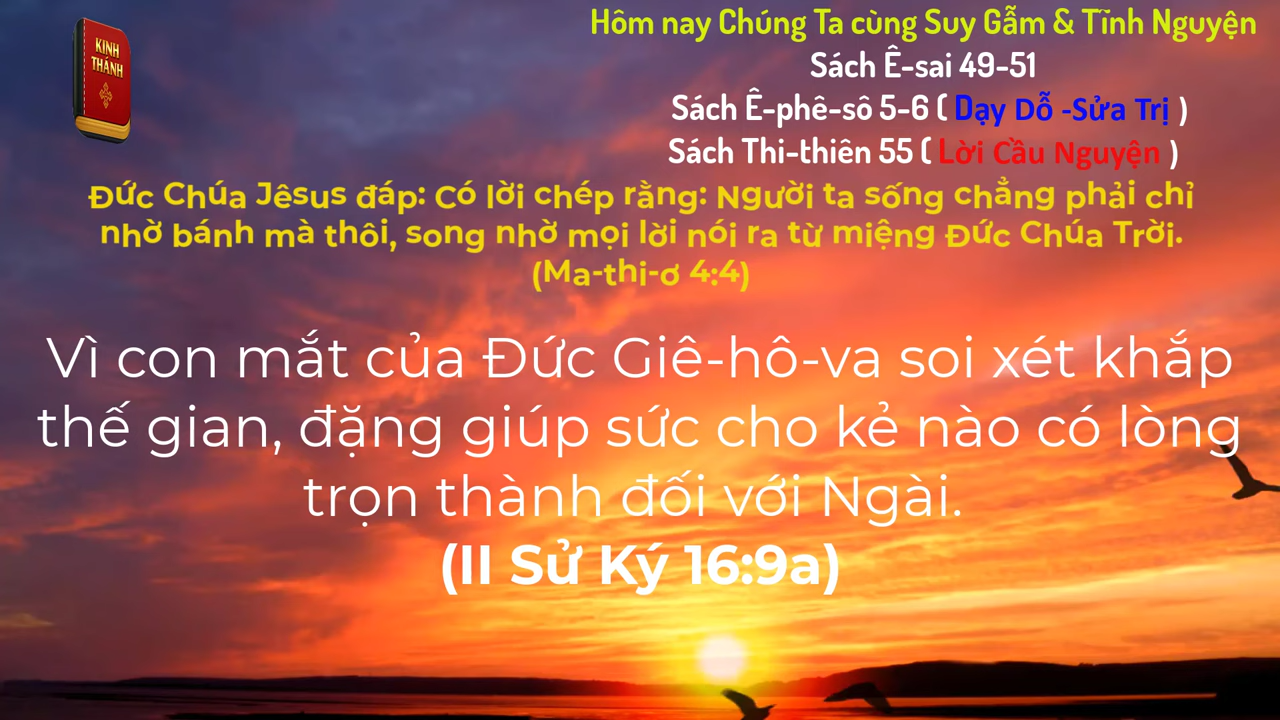 KINH
THÁNH
Hôm nay Chúng Ta cùng Suy Gẫm & Tĩnh Nguyện
Sách Ê-sai 49-51
Sách Ê-phê-sô 5-6 ( Dạy Dỗ -Sửa Trị )
Sách Thi-thiên 55 ( Lời Cầu Nguyện )
Đức Chúa Jêsus đáp: Có lời chép rằng: Người ta sống chẳng phải chỉ
nhờ bánh mà thôi, song nhờ mọi lời nói ra từ miệng Đức Chúa Trời.
(Ma-thi-ơ 4:4)
Vì con mắt của Đức Giê-hô-va soi xét khắp
thế gian, đặng giúp sức cho kẻ nào có lòng
trọn thành đối với Ngài.
(II Sử Ký 16:9a)